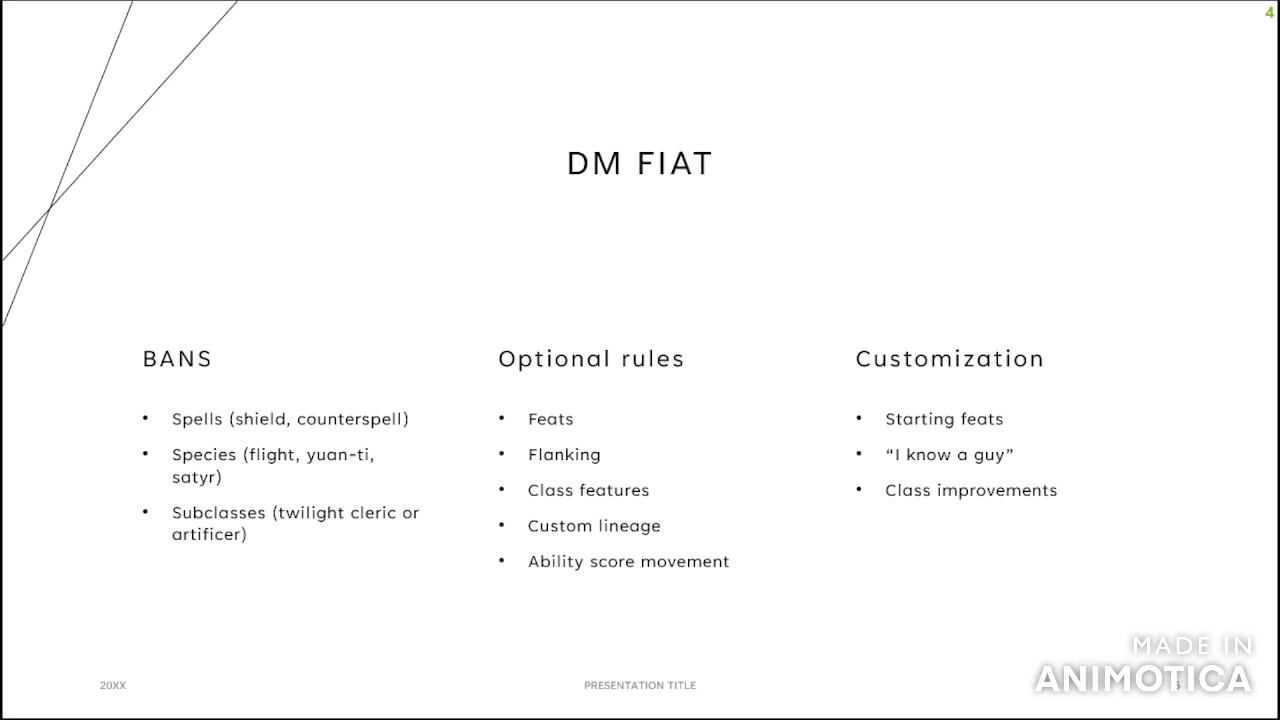 4
DM FIAT
BANS
• Spells (shield, counterspell)
• Species (flight, yuan-ti,
satyr)
• Subclasses (twilight cleric or
artificer)
Optional rules
• Feats
• Flanking
• Class features
• Custom lineage
• Ability score movement
Customization
• Starting feats
• “I know a guy”
• Class improvements
20XX
PRESENTATION TITLE
MADE IN
ANIMOTICA